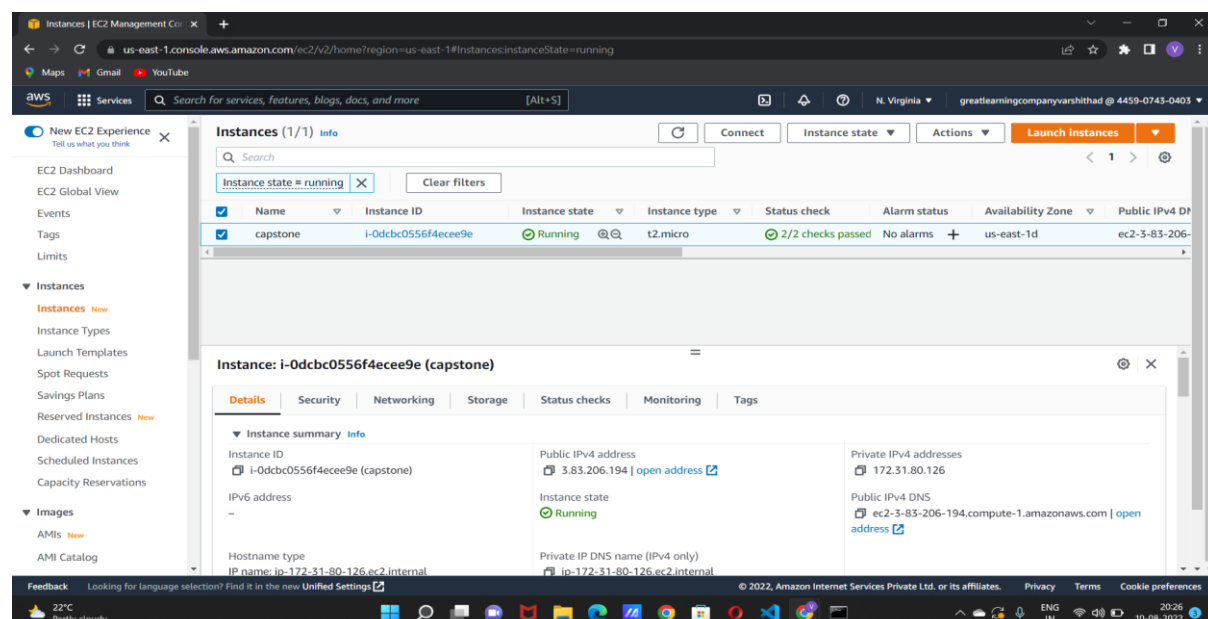 Instances | EC2 Management Cor
us-east-1.console.aws.amazon.com/ec2/v2/home?region=us-east-1#Instances:instanceState=running
Maps Gmail YouTube
aws Services Search for services, features, blogs, docs, and more [Alt+S] N. Virginia greatlearningcompanyvarshithad @ 4459-0743-0403
New EC2 Experience
Tell us what you think
EC2 Dashboard
EC2 Global View
Events
Tags
Limits
Instances
Instances New
Instance Types
Launch Templates
Spot Requests
Savings Plans
Reserved Instances New
Dedicated Hosts
Scheduled Instances
Capacity Reservations
Images
AMIs New
AMI Catalog
Instances (1/1) Info Connect Instance state Actions Launch instances
Search 1
Instance state = running Clear filters
Name Instance ID Instance state Instance type Status check Alarm status Availability Zone Public IPv4 DN
capstone i-0dcbc0556f4ecee9e Running t2.micro 2/2 checks passed No alarms us-east-1d ec2-3-83-206-
Instance: i-0dcbc0556f4ecee9e (capstone)
Details Security Networking Storage Status checks Monitoring Tags
Instance summary Info
Instance ID Public IPv4 address Private IPv4 addresses
i-0dcbc0556f4ecee9e (capstone) 3.83.206.194 | open address 172.31.80.126
IPv6 address Instance state Public IPv4 DNS
– Running ec2-3-83-206-194.compute-1.amazonaws.com | open
address
Hostname type Private IP DNS name (IPv4 only)
IP name: ip-172-31-80-126.ec2.internal ip-172-31-80-126.ec2.internal
Feedback Looking for language selection? Find it in the new Unified Settings © 2022, Amazon Internet Services Private Ltd. or its affiliates. Privacy Terms Cookie preferences
22°C ENG 20:26
Partly cloudy IN 10-08-2022 3